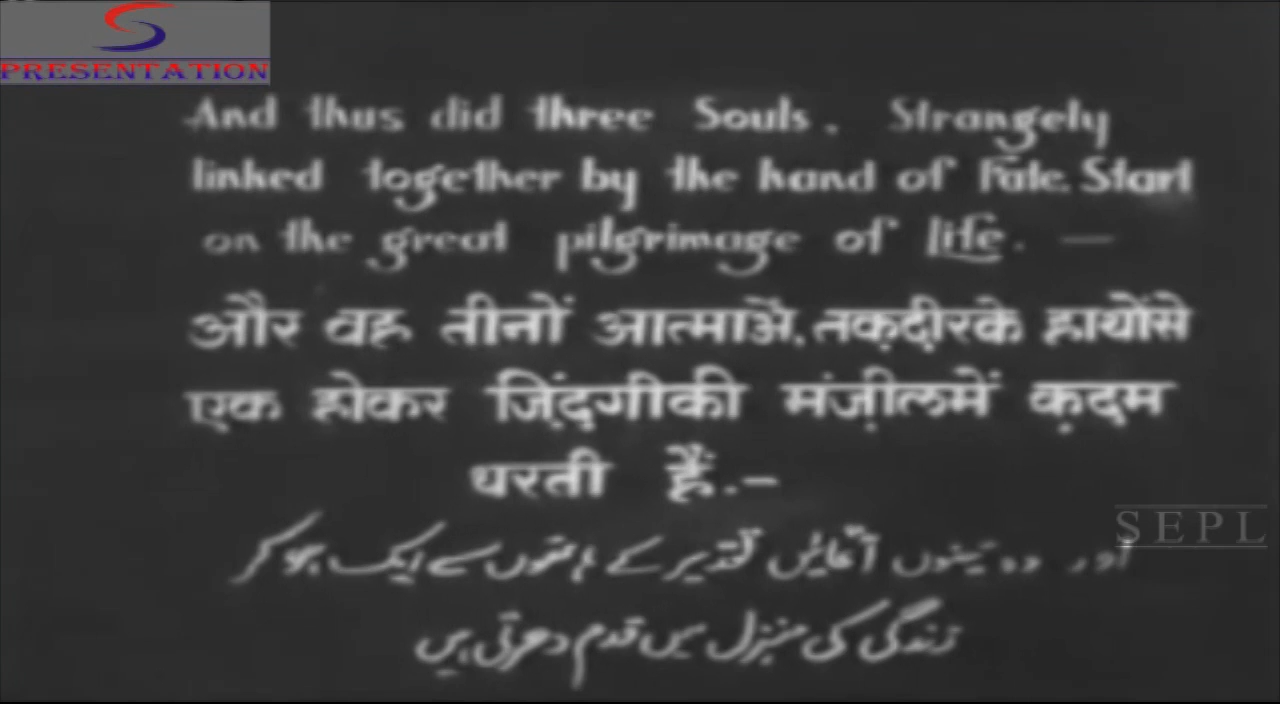 PRESENTATION
And thus did three Souls. Strangely
linked together by the hand of Fate. Start
on the great pilgrimage of life. —
और वह तीनों आत्माअें, तक़दीरके हाथोंसे
एक होकर ज़िंदगीकी मंज़ीलमें क़दम
धरती हैं.–
SEPL
اور وہ تینوں آتمائیں تقدیر کے ہاتھوں سے ایک ہو کر
زندگی کی منزل میں قدم دھرتی ہیں